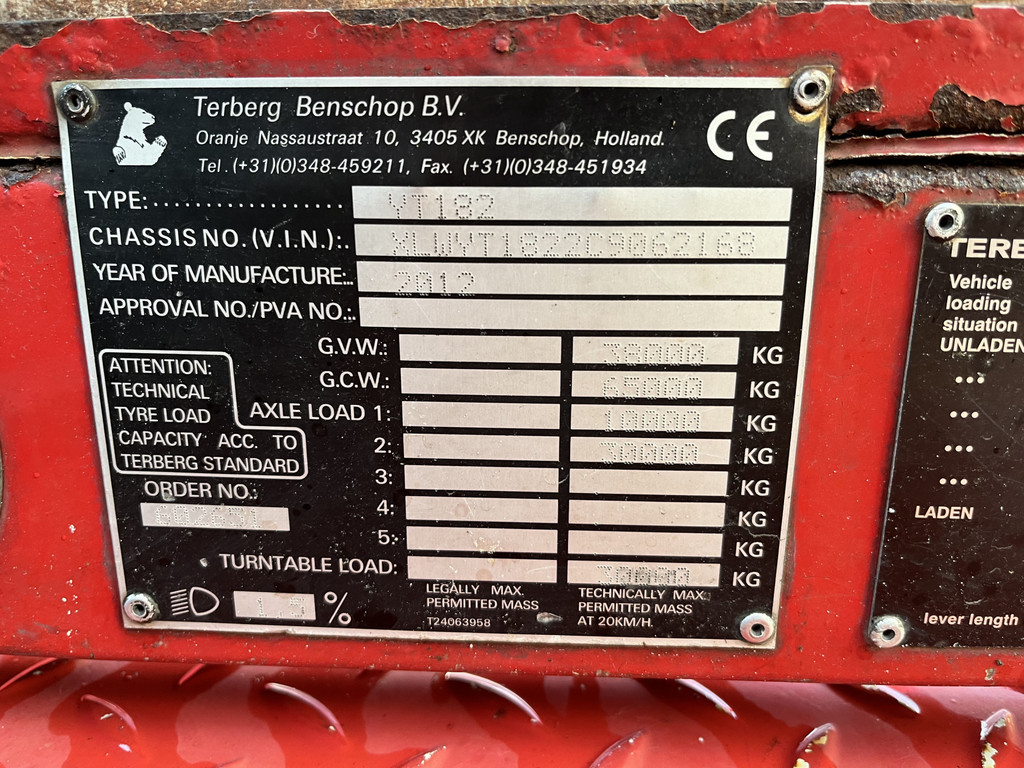 Terberg Benschop B.V.
Oranje Nassaustraat 10, 3405 XK Benschop, Holland.
Tel. (+31)(0)348-459211, Fax. (+31)(0)348-451934
CE
TYPE:.................. YT182
CHASSIS NO. (V.I.N.):. XLWYT1822C9062168
YEAR OF MANUFACTURE:.. 2012
APPROVAL NO./PVA NO.:.
G.V.W.: 38000 KG
G.C.W.: 65000 KG
AXLE LOAD 1: 10000 KG
2: 30000 KG
3: KG
4: KG
5: KG
TURNTABLE LOAD: 30000 KG
ATTENTION:
TECHNICAL
TYRE LOAD
CAPACITY ACC. TO
TERBERG STANDARD
ORDER NO.:
1.5 %
LEGALLY MAX.
PERMITTED MASS
T24063958
TECHNICALLY MAX.
PERMITTED MASS
AT 20KM/H.
TERE
Vehicle
loading
situation
UNLADEN
...
...
...
...
LADEN
lever length